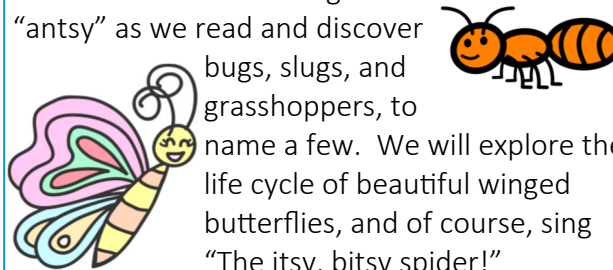 “antsy” as we read and discover
bugs, slugs, and
grasshoppers, to
name a few.  We will explore the
life cycle of beautiful winged
butterflies, and of course, sing
“The itsy, bitsy spider!”